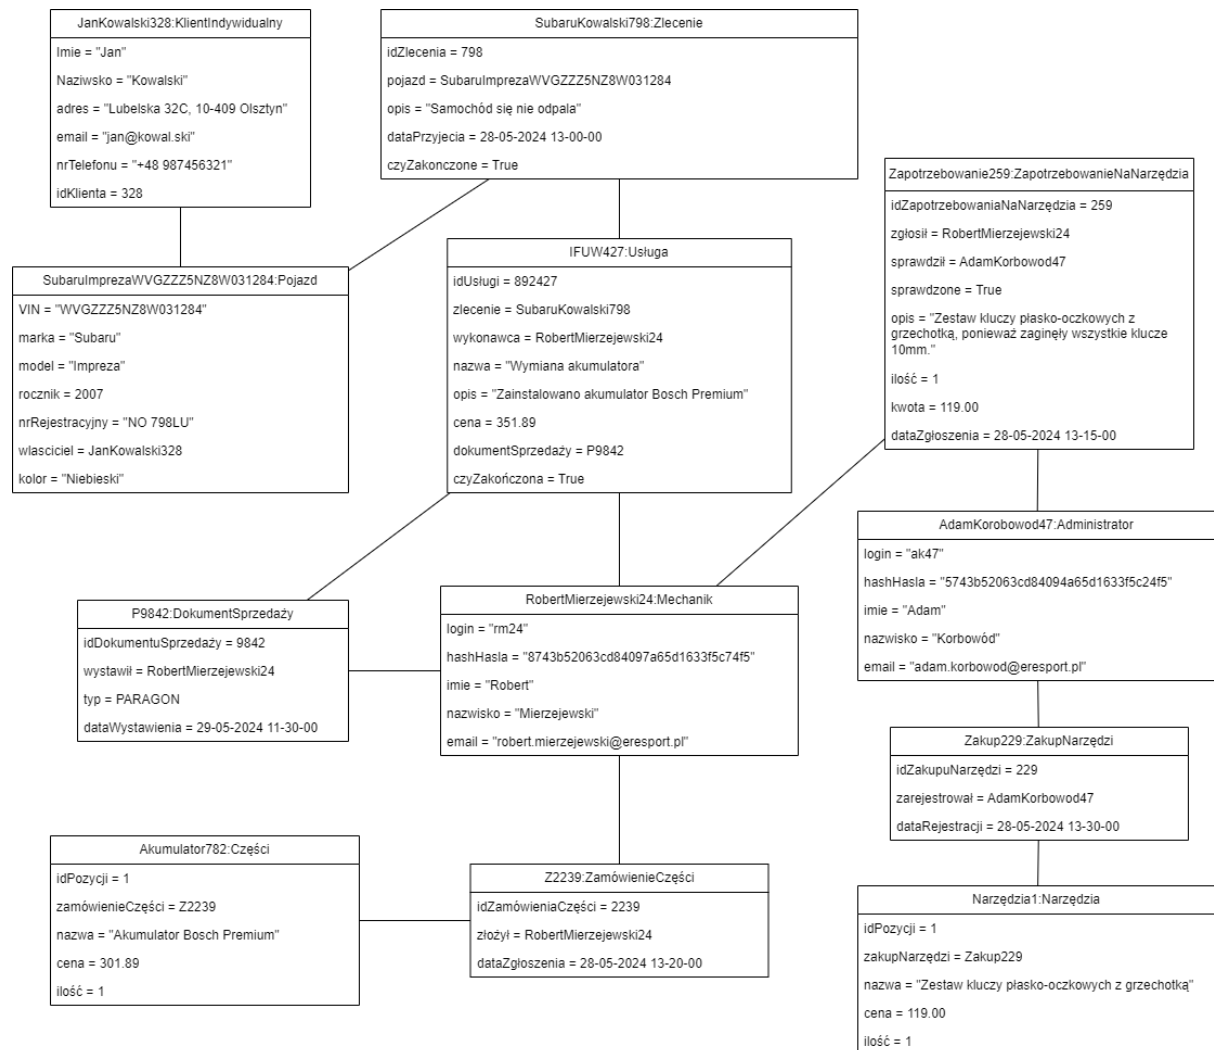 JanKowalski328:KlientIndywidualny
Imie = "Jan"
Naziwsko = "Kowalski"
adres = "Lubelska 32C, 10-409 Olsztyn"
email = "jan@kowal.ski"
nrTelefonu = "+48 987456321"
idKlienta = 328
SubaruKowalski798:Zlecenie
idZlecenia = 798
pojazd = SubaruImprezaWVGZZZ5NZ8W031284
opis = "Samochód się nie odpala"
dataPrzyjecia = 28-05-2024 13-00-00
czyZakonczone = True
Zapotrzebowanie259:ZapotrzebowanieNaNarzędzia
idZapotrzebowaniaNaNarzędzia = 259
zgłosił = RobertMierzejewski24
sprawdził = AdamKorbowod47
sprawdzone = True
opis = "Zestaw kluczy płasko-oczkowych z
grzechotką, ponieważ zaginęły wszystkie klucze
10mm."
ilość = 1
kwota = 119.00
dataZgłoszenia = 28-05-2024 13-15-00
SubaruImprezaWVGZZZ5NZ8W031284:Pojazd
VIN = "WVGZZZ5NZ8W031284"
marka = "Subaru"
model = "Impreza"
rocznik = 2007
nrRejestracyjny = "NO 798LU"
wlasciciel = JanKowalski328
kolor = "Niebieski"
IFUW427:Usługa
idUsługi = 892427
zlecenie = SubaruKowalski798
wykonawca = RobertMierzejewski24
nazwa = "Wymiana akumulatora"
opis = "Zainstalowano akumulator Bosch Premium"
cena = 351.89
dokumentSprzedaży = P9842
czyZakończona = True
AdamKorobowod47:Administrator
login = "ak47"
hashHasla = "5743b52063cd84094a65d1633f5c24f5"
imie = "Adam"
nazwisko = "Korbowód"
email = "adam.korbowod@eresport.pl"
P9842:DokumentSprzedaży
idDokumentuSprzedaży = 9842
wystawił = RobertMierzejewski24
typ = PARAGON
dataWystawienia = 29-05-2024 11-30-00
RobertMierzejewski24:Mechanik
login = "rm24"
hashHasla = "8743b52063cd84097a65d1633f5c74f5"
imie = "Robert"
nazwisko = "Mierzejewski"
email = "robert.mierzejewski@eresport.pl"
Zakup229:ZakupNarzędzi
idZakupuNarzędzi = 229
zarejestrował = AdamKorbowod47
dataRejestracji = 28-05-2024 13-30-00
Akumulator782:Części
idPozycji = 1
zamówienieCzęści = Z2239
nazwa = "Akumulator Bosch Premium"
cena = 301.89
ilość = 1
Z2239:ZamówienieCzęści
idZamówieniaCzęści = 2239
złożył = RobertMierzejewski24
dataZgłoszenia = 28-05-2024 13-20-00
Narzędzia1:Narzędzia
idPozycji = 1
zakupNarzędzi = Zakup229
nazwa = "Zestaw kluczy płasko-oczkowych z grzechotką"
cena = 119.00
ilość = 1